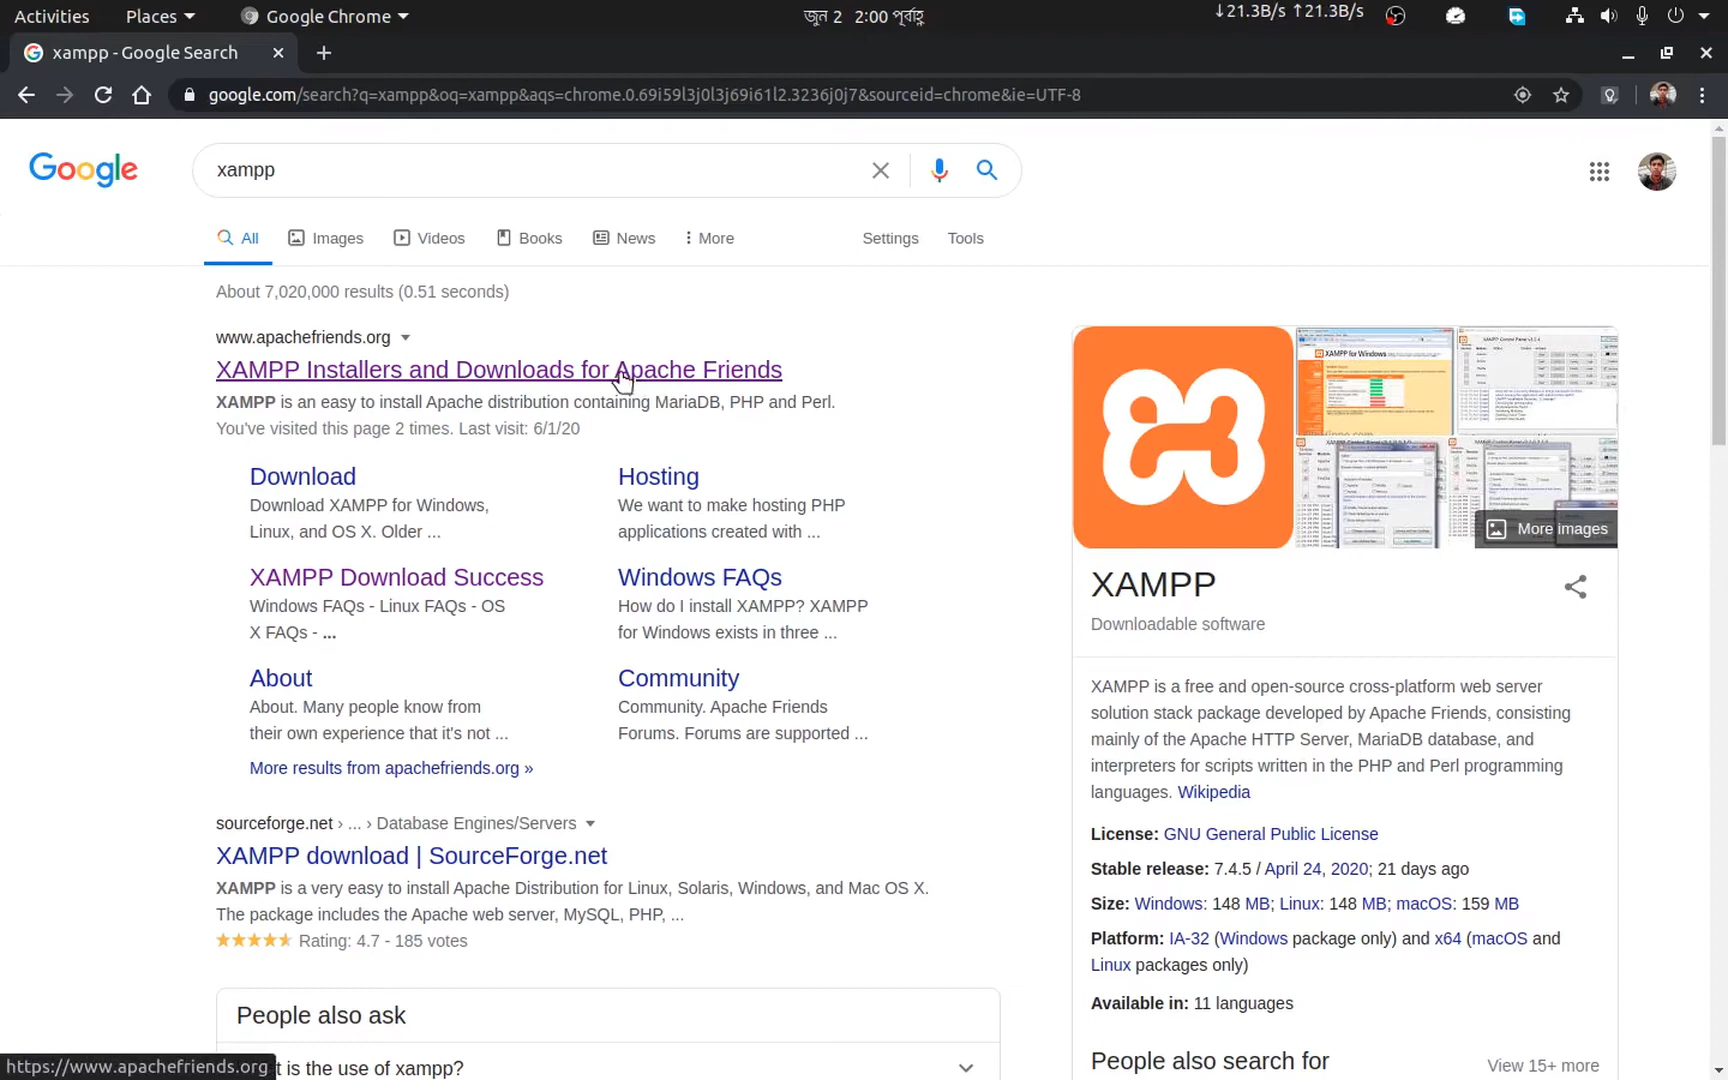 Activities Places Google Chrome জুন 2 2:00 পূর্বাহ্ণ ↓21.3B/s ↑21.3B/s
xampp - Google Search
google.com/search?q=xampp&oq=xampp&aqs=chrome.0.69i59l3j0l3j69i61l2.3236j0j7&sourceid=chrome&ie=UTF-8
Google xampp
All Images Videos Books News More Settings Tools
About 7,020,000 results (0.51 seconds)
www.apachefriends.org
XAMPP Installers and Downloads for Apache Friends
XAMPP is an easy to install Apache distribution containing MariaDB, PHP and Perl.
You've visited this page 2 times. Last visit: 6/1/20
Download
Download XAMPP for Windows,
Linux, and OS X. Older ...
Hosting
We want to make hosting PHP
applications created with ...
XAMPP Download Success
Windows FAQs - Linux FAQs - OS
X FAQs - ...
Windows FAQs
How do I install XAMPP? XAMPP
for Windows exists in three ...
About
About. Many people know from
their own experience that it's not ...
Community
Community. Apache Friends
Forums. Forums are supported ...
More results from apachefriends.org »
sourceforge.net › ... › Database Engines/Servers
XAMPP download | SourceForge.net
XAMPP is a very easy to install Apache Distribution for Linux, Solaris, Windows, and Mac OS X.
The package includes the Apache web server, MySQL, PHP, ...
Rating: 4.7 - 185 votes
People also ask
t is the use of xampp?
https://www.apachefriends.org
XAMPP for Windows
More images
XAMPP
Downloadable software
XAMPP is a free and open-source cross-platform web server
solution stack package developed by Apache Friends, consisting
mainly of the Apache HTTP Server, MariaDB database, and
interpreters for scripts written in the PHP and Perl programming
languages. Wikipedia
License: GNU General Public License
Stable release: 7.4.5 / April 24, 2020; 21 days ago
Size: Windows: 148 MB; Linux: 148 MB; macOS: 159 MB
Platform: IA-32 (Windows package only) and x64 (macOS and
Linux packages only)
Available in: 11 languages
People also search for View 15+ more